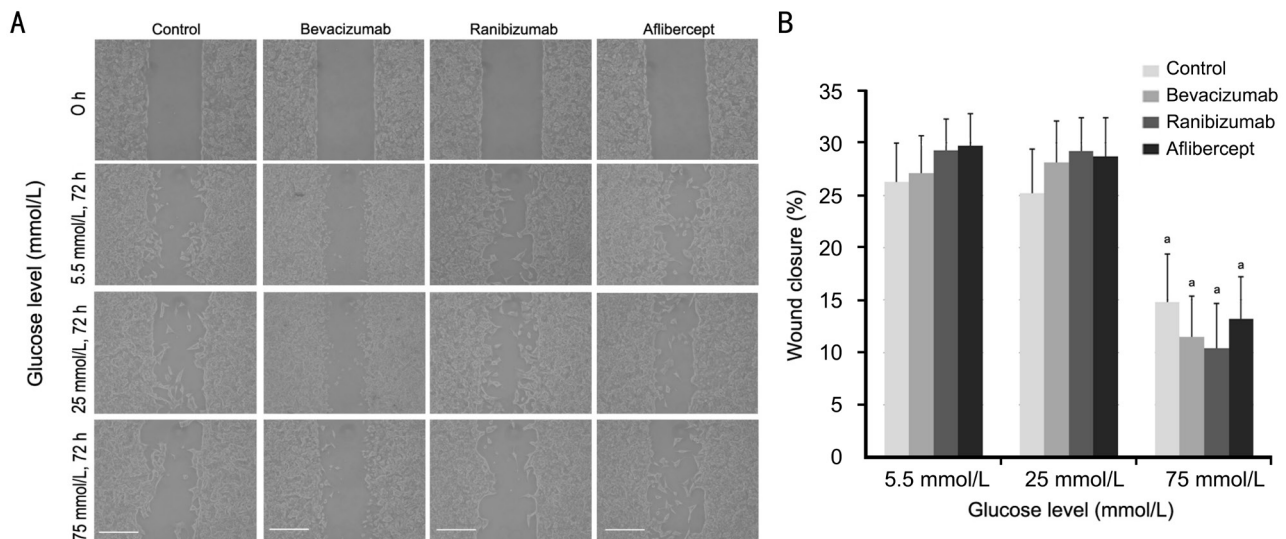 A
Control
Bevacizumab
Ranibizumab
Aflibercept
Glucose level (mmol/L)
O h
5.5 mmol/L, 72 h
25 mmol/L, 72 h
75 mmol/L, 72 h
B
Control
Bevacizumab
Ranibizumab
Aflibercept
Wound closure (%)
35
30
25
20
15
10
5
0
a
a
a
a
5.5 mmol/L
25 mmol/L
75 mmol/L
Glucose level (mmol/L)